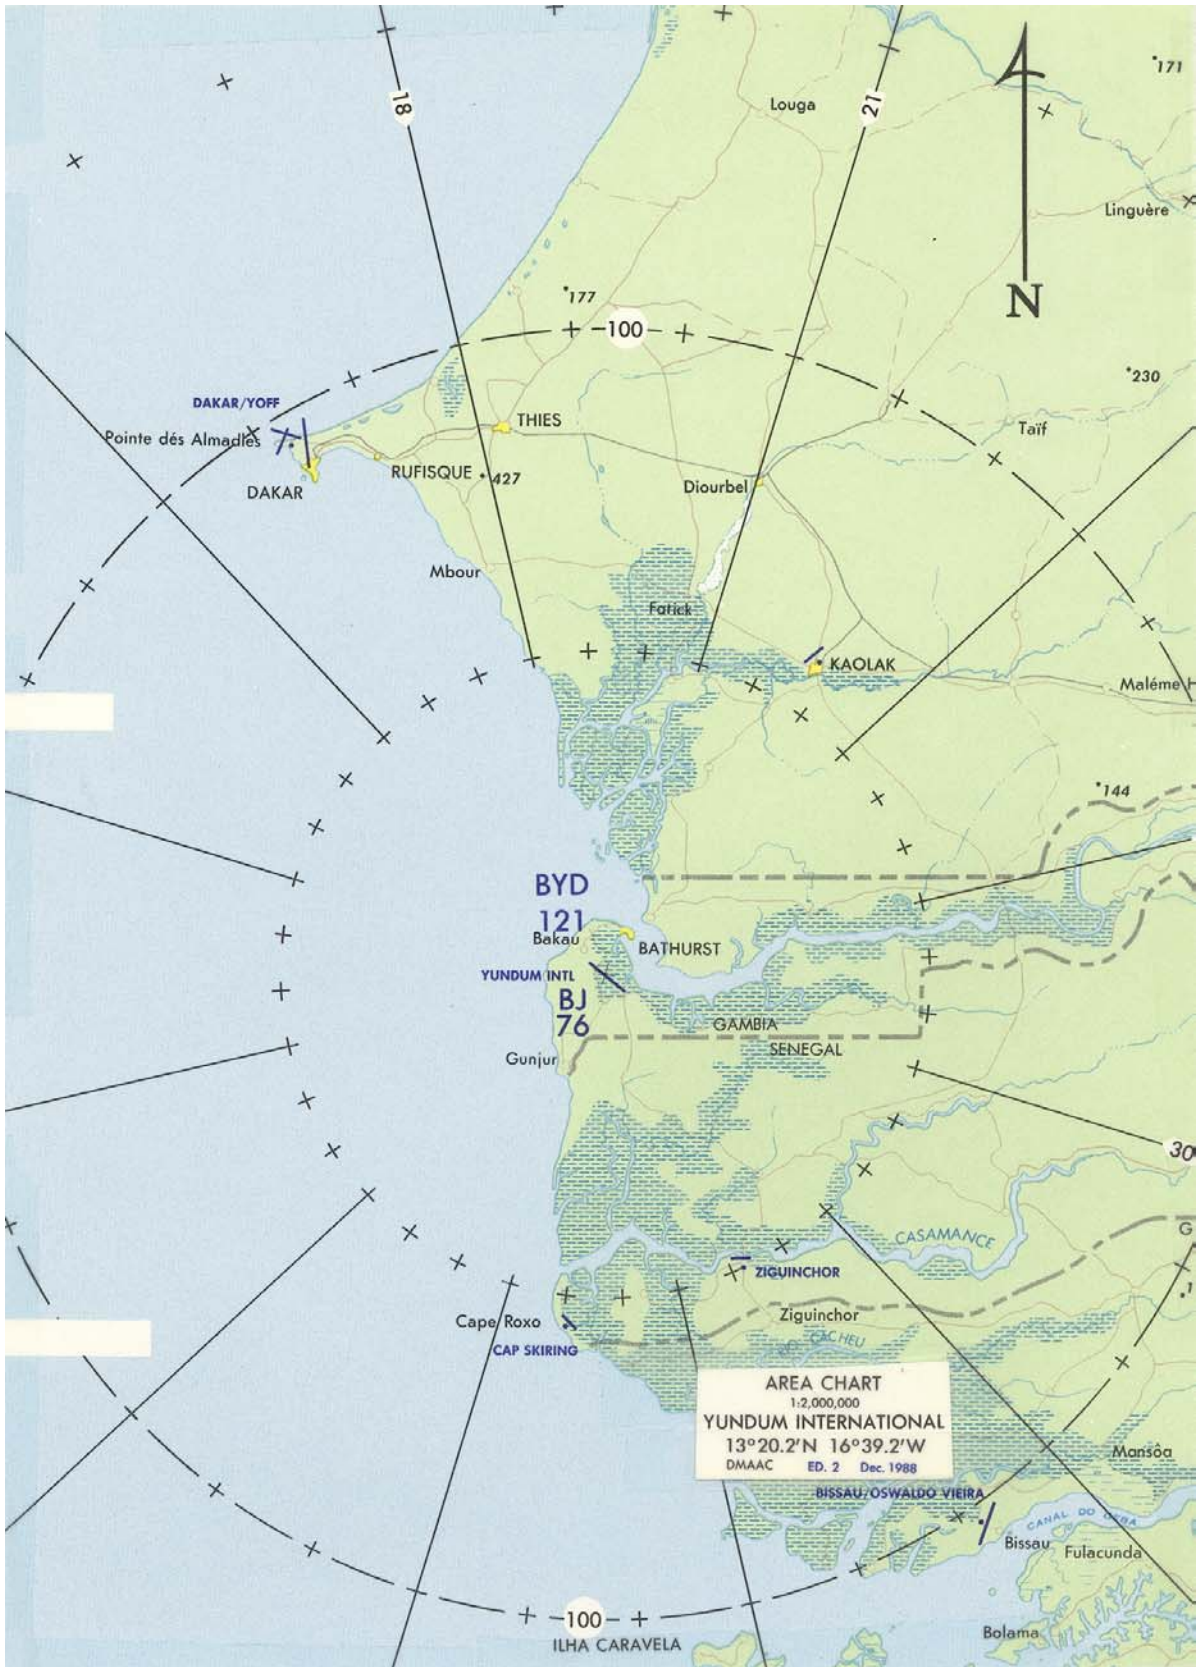 171
Louga
18
21
Linguère
N
177
100
230
DAKAR/YOFF
Pointe dés Almadles
THIES
Taïf
RUFISQUE
427
DAKAR
Diourbel
Mbour
Fatick
KAOLAK
Maléme H
144
BYD
121
Bakau
BATHURST
YUNDUM INTL
BJ
76
GAMBIA
SENEGAL
Gunjur
30
G
CASAMANCE
ZIGUINCHOR
1
Cape Roxo
Ziguinchor
CACHEU
CAP SKIRING
AREA CHART
1:2,000,000
YUNDUM INTERNATIONAL
13°20.2'N 16°39.2'W
DMAAC ED. 2 Dec. 1988
Mansôa
BISSAU/OSWALDO VIEIRA
CANAL DO GEBA
Bissau
Fulacunda
100
ILHA CARAVELA
Bolama